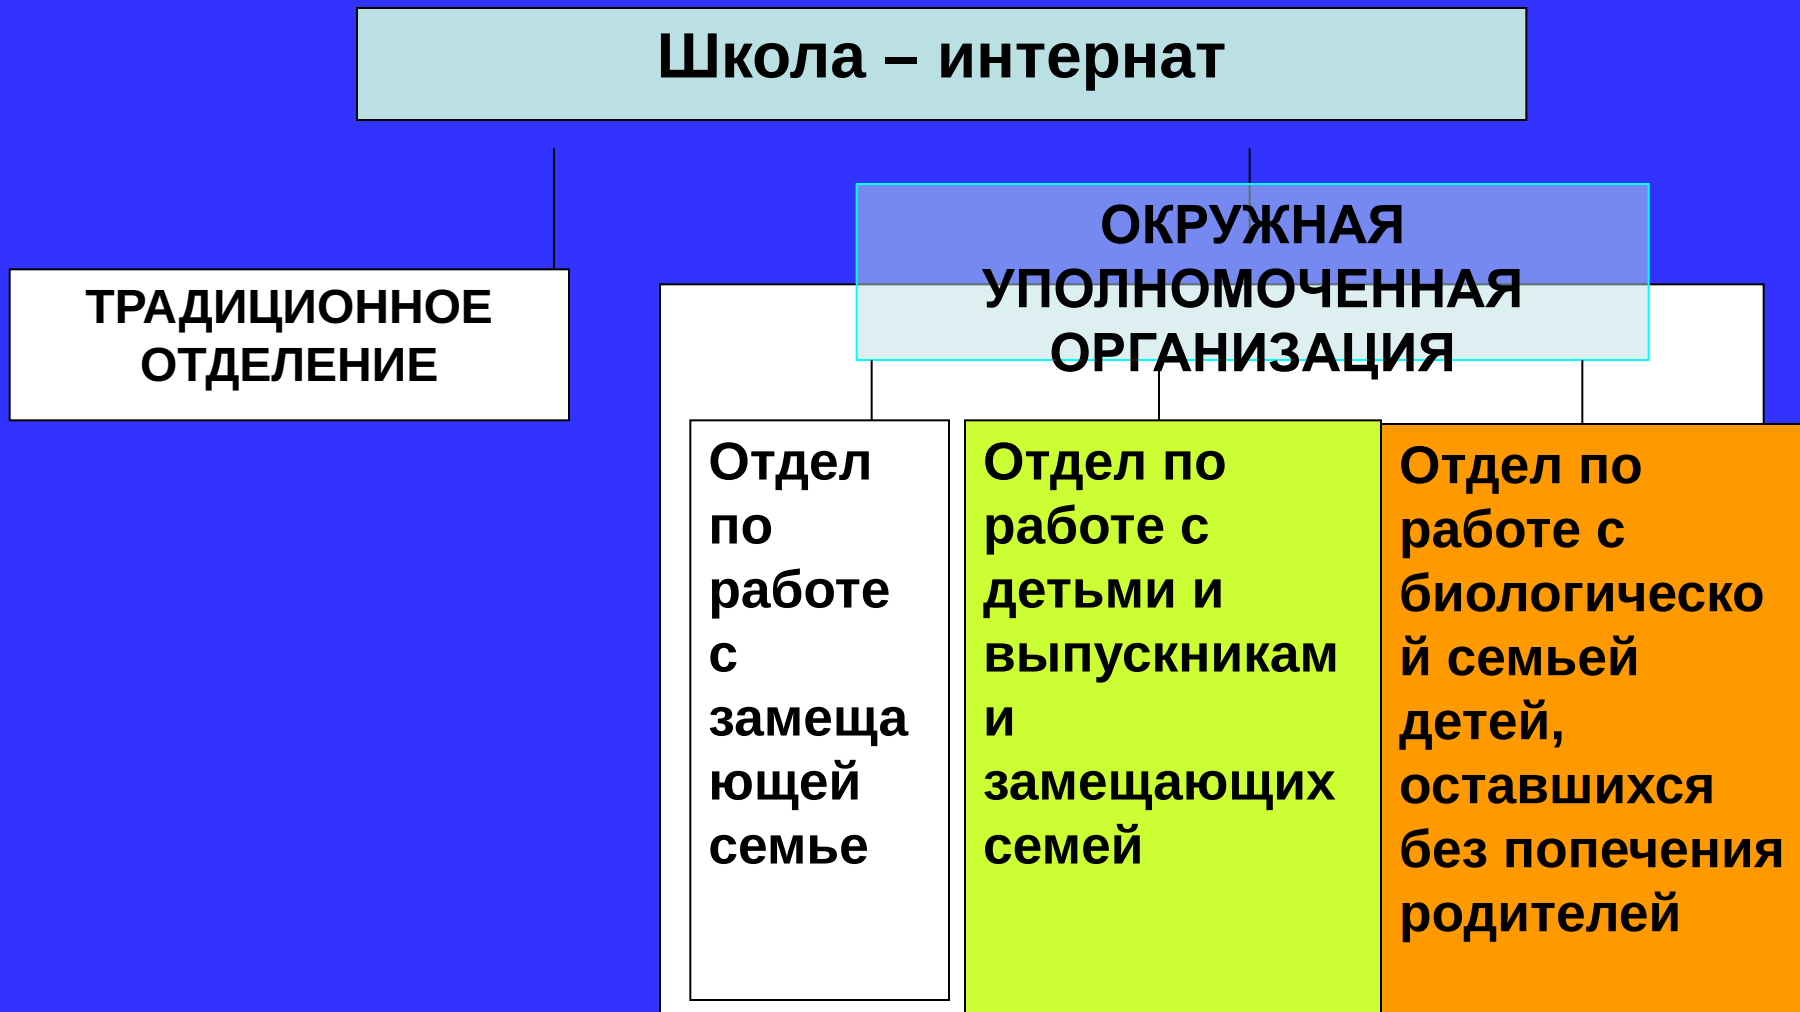 Школа – интернат
ОКРУЖНАЯ
УПОЛНОМОЧЕННАЯ
ОРГАНИЗАЦИЯ
ТРАДИЦИОННОЕ
ОТДЕЛЕНИЕ
Отдел
по
работе
с
замеща
ющей
семье
Отдел по
работе с
детьми и
выпускникам
и
замещающих
семей
Отдел по
работе с
биологическо
й семьей
детей,
оставшихся
без попечения
родителей